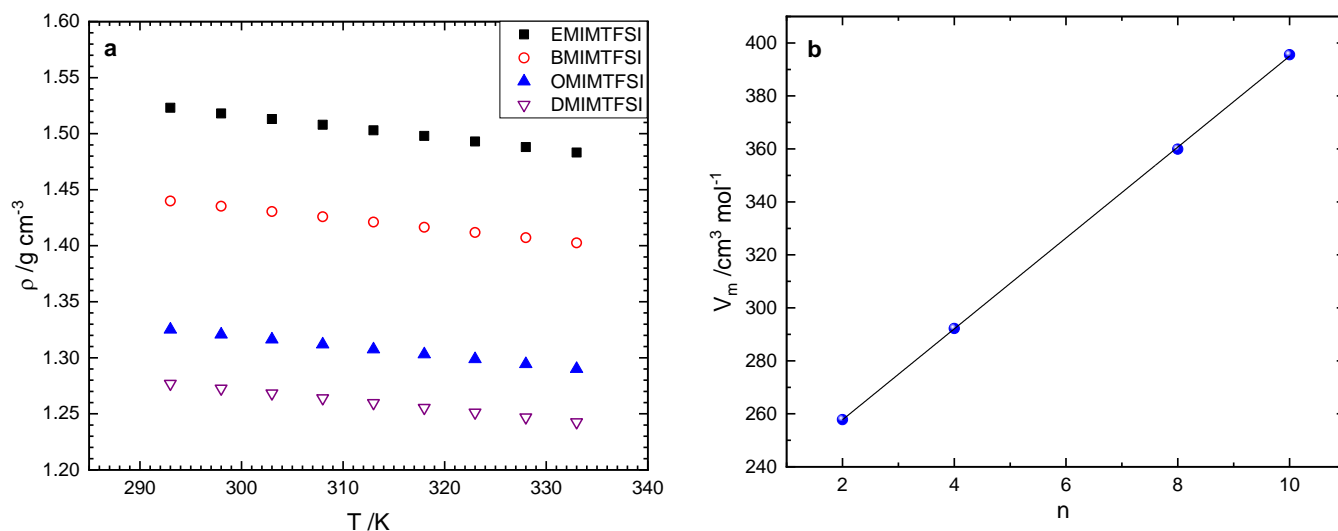 a
EMIMTFSI
BMIMTFSI
OMIMTFSI
DMIMTFSI
1.60
1.55
1.50
1.45
1.40
1.35
1.30
1.25
1.20
ρ /g cm⁻³
290 300 310 320 330 340
T /K
b
400
380
360
340
320
300
280
260
240
Vₘ /cm³ mol⁻¹
2 4 6 8 10
n